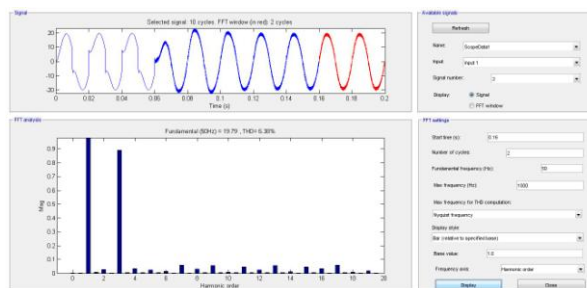 Signal
Selected signal: 10 cycles. FFT window (in red): 2 cycles
20
10
0
-10
-20
0 0.02 0.04 0.06 0.08 0.1 0.12 0.14 0.16 0.18 0.2
Time (s)
FFT analysis
Fundamental (50Hz) = 19.79 , THD= 6.38%
0.9
0.8
0.7
0.6
0.5
0.4
0.3
0.2
0.1
0
Mag
0 2 4 6 8 10 12 14 16 18 20
Harmonic order
Available signals
Refresh
Name:
Input:
Input 1
Signal number:
Display:
Signal
FFT window
FFT settings
Start time (s):
0.16
Number of cycles:
2
Fundamental frequency (Hz):
50
Max frequency (Hz):
1000
Max frequency for THD computation:
Nyquist frequency
Display style:
Bar (relative to specified base)
Base value:
1.0
Frequency axis:
Harmonic order
Display
Close